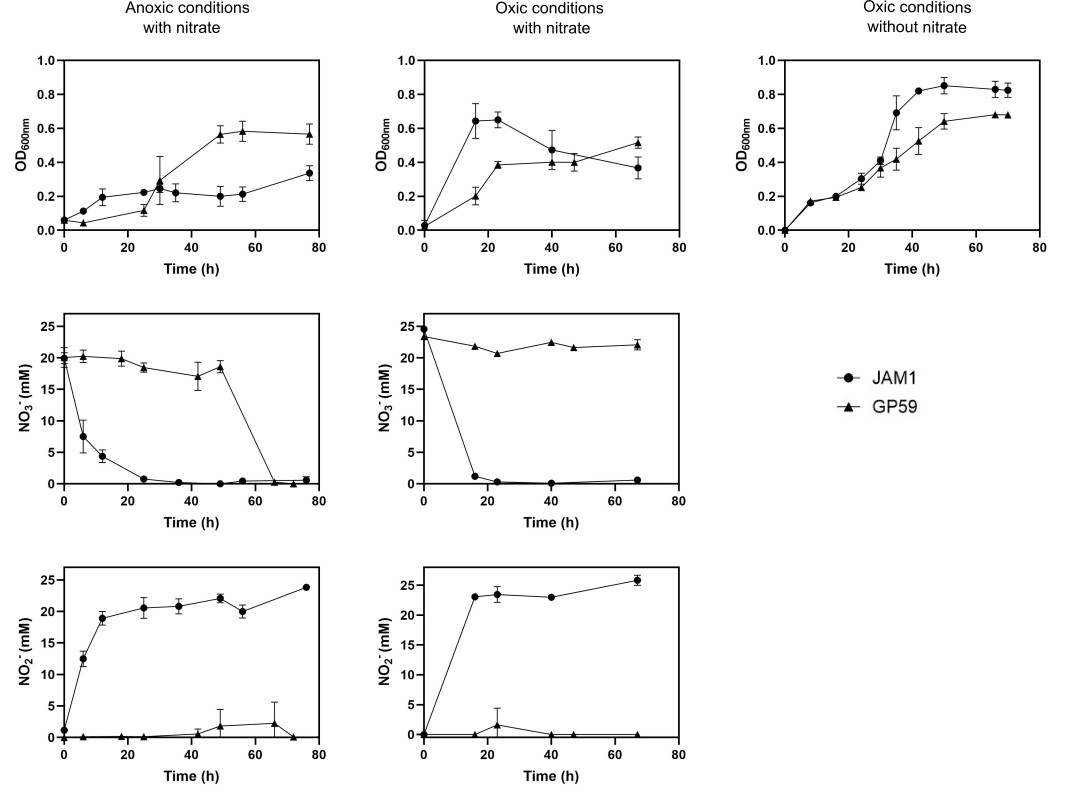 Anoxic conditions
with nitrate
Oxic conditions
with nitrate
Oxic conditions
without nitrate
1.0
0.8
0.6
0.4
0.2
0.0
OD600nm
0 20 40 60 80
Time (h)
1.0
0.8
0.6
0.4
0.2
0.0
OD600nm
0 20 40 60 80
Time (h)
1.0
0.8
0.6
0.4
0.2
0.0
OD600nm
0 20 40 60 80
Time (h)
25
20
15
10
5
0
NO3- (mM)
0 20 40 60 80
Time (h)
25
20
15
10
5
0
NO3- (mM)
0 20 40 60 80
Time (h)
JAM1
GP59
25
20
15
10
5
0
NO2- (mM)
0 20 40 60 80
Time (h)
25
20
15
10
5
0
NO2- (mM)
0 20 40 60 80
Time (h)